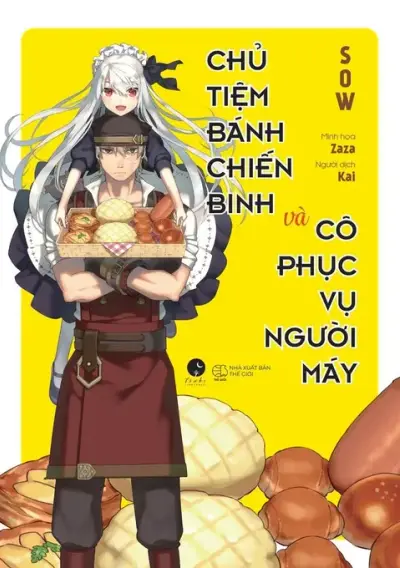 CHỦ
TIỆM
BÁNH
CHIẾN
BINH
và
CÔ
PHỤC
VỤ
NGƯỜI
MÁY
SOW
Minh họa
Zaza
Người dịch
Kai
NHÀ XUẤT BẢN
THẾ GIỚI